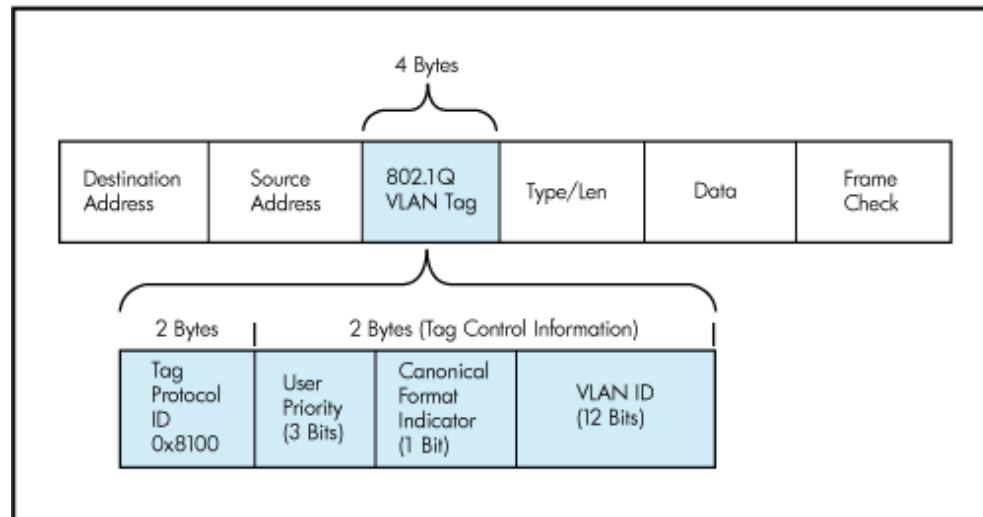 4 Bytes
Destination
Address
Source
Address
802.1Q
VLAN Tag
Type/Len
Data
Frame
Check
2 Bytes
2 Bytes (Tag Control Information)
Tag
Protocol
ID
0x8100
User
Priority
(3 Bits)
Canonical
Format
Indicator
(1 Bit)
VLAN ID
(12 Bits)